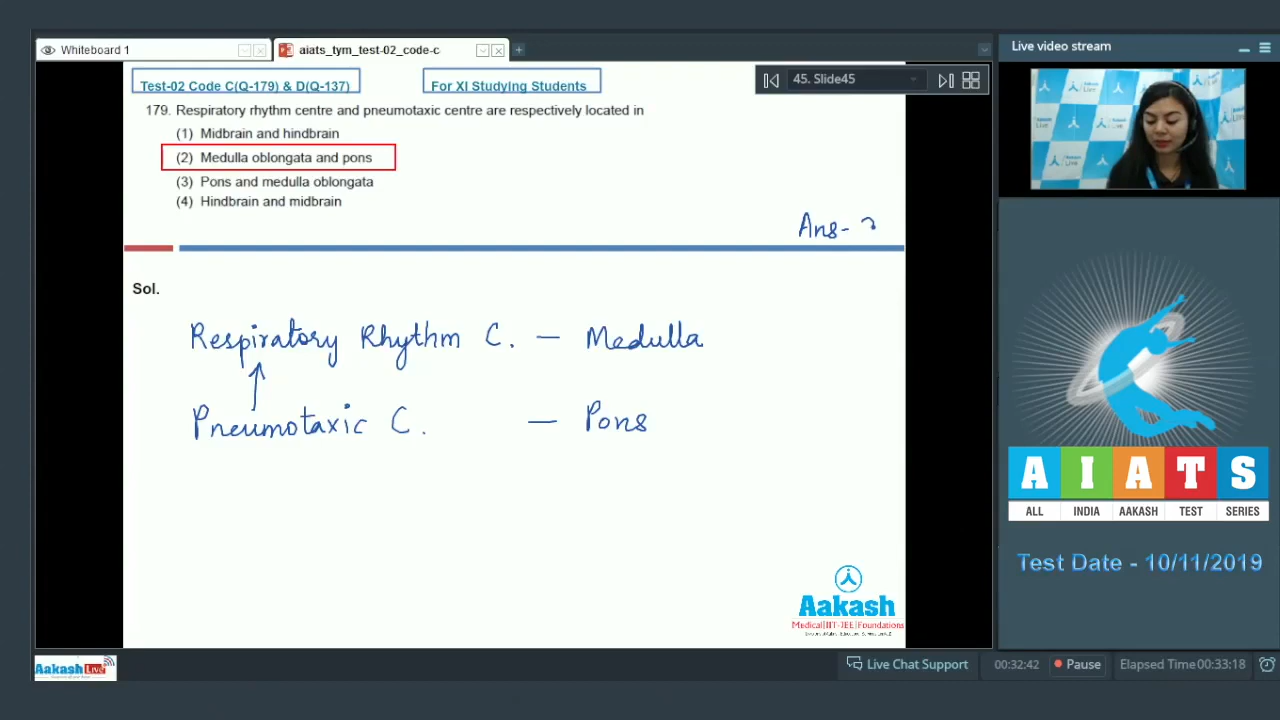 Whiteboard 1
aiats_tym_test-02_code-c
Live video stream
Test-02 Code C(Q-179) & D(Q-137)
For XI Studying Students
45. Slide45
179. Respiratory rhythm centre and pneumotaxic centre are respectively located in
(1) Midbrain and hindbrain
(2) Medulla oblongata and pons
(3) Pons and medulla oblongata
(4) Hindbrain and midbrain
Ans-
Sol.
Respiratory Rhythm C. – Medulla
Pneumotaxic C. – Pons
A I A T S
ALL INDIA AAKASH TEST SERIES
Test Date - 10/11/2019
Aakash
Medical|IIT-JEE|Foundations
Aakash Live
Live Chat Support
00:32:42
Pause
Elapsed Time 00:33:18